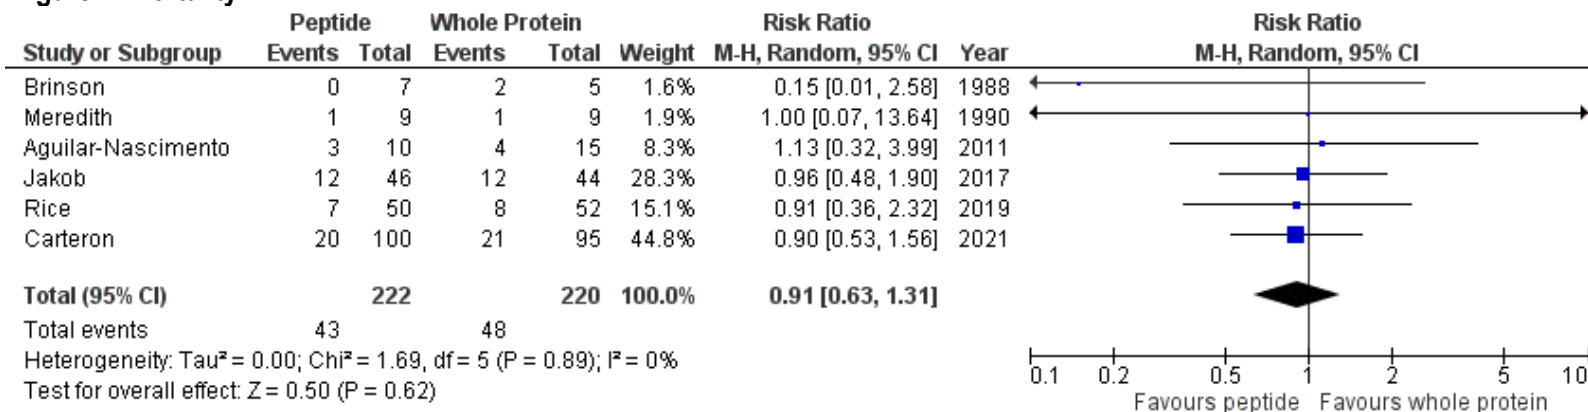 Peptide Whole Protein Risk Ratio Risk Ratio
Study or Subgroup Events Total Events Total Weight M-H, Random, 95% CI Year M-H, Random, 95% CI
Brinson 0 7 2 5 1.6% 0.15 [0.01, 2.58] 1988
Meredith 1 9 1 9 1.9% 1.00 [0.07, 13.64] 1990
Aguilar-Nascimento 3 10 4 15 8.3% 1.13 [0.32, 3.99] 2011
Jakob 12 46 12 44 28.3% 0.96 [0.48, 1.90] 2017
Rice 7 50 8 52 15.1% 0.91 [0.36, 2.32] 2019
Carteron 20 100 21 95 44.8% 0.90 [0.53, 1.56] 2021
Total (95% CI) 222 220 100.0% 0.91 [0.63, 1.31]
Total events 43 48
Heterogeneity: Tau² = 0.00; Chi² = 1.69, df = 5 (P = 0.89); I² = 0%
Test for overall effect: Z = 0.50 (P = 0.62)
0.1 0.2 0.5 1 2 5 10
Favours peptide Favours whole protein